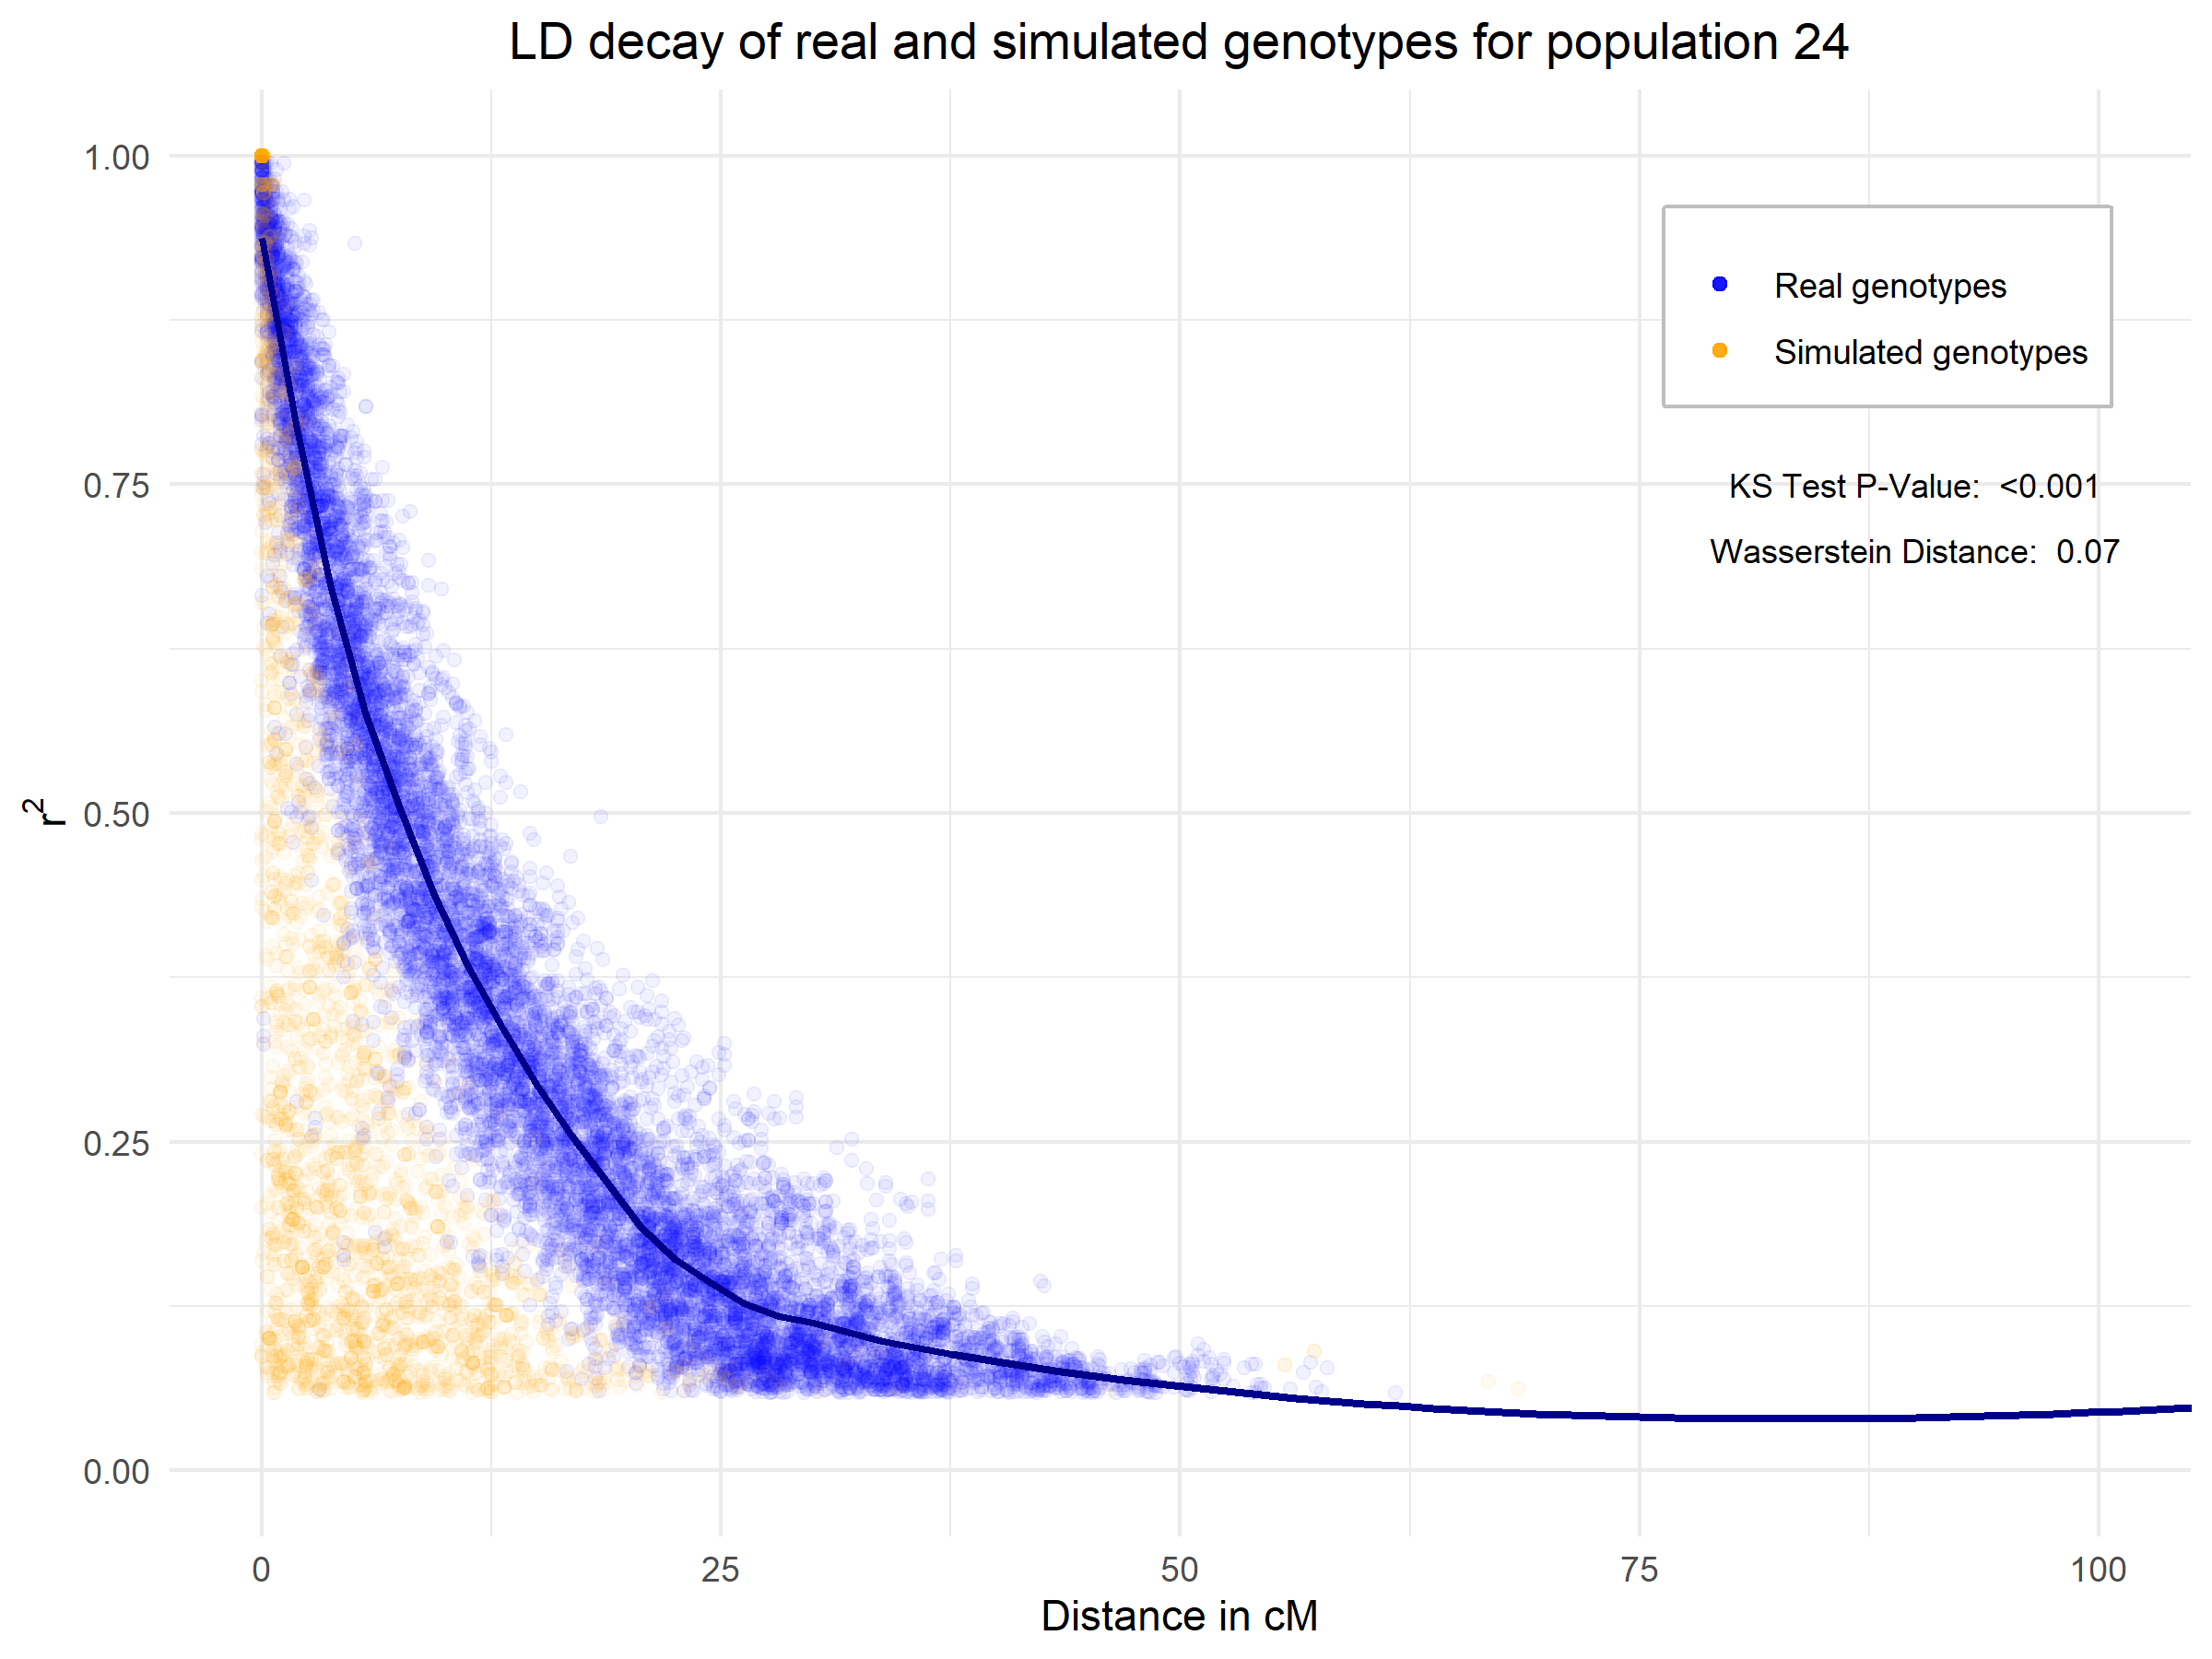 LD decay of real and simulated genotypes for population 24
1.00
0.75
0.50
0.25
0.00
r²
Real genotypes
Simulated genotypes
KS Test P-Value: <0.001
Wasserstein Distance: 0.07
0 25 50 75 100
Distance in cM